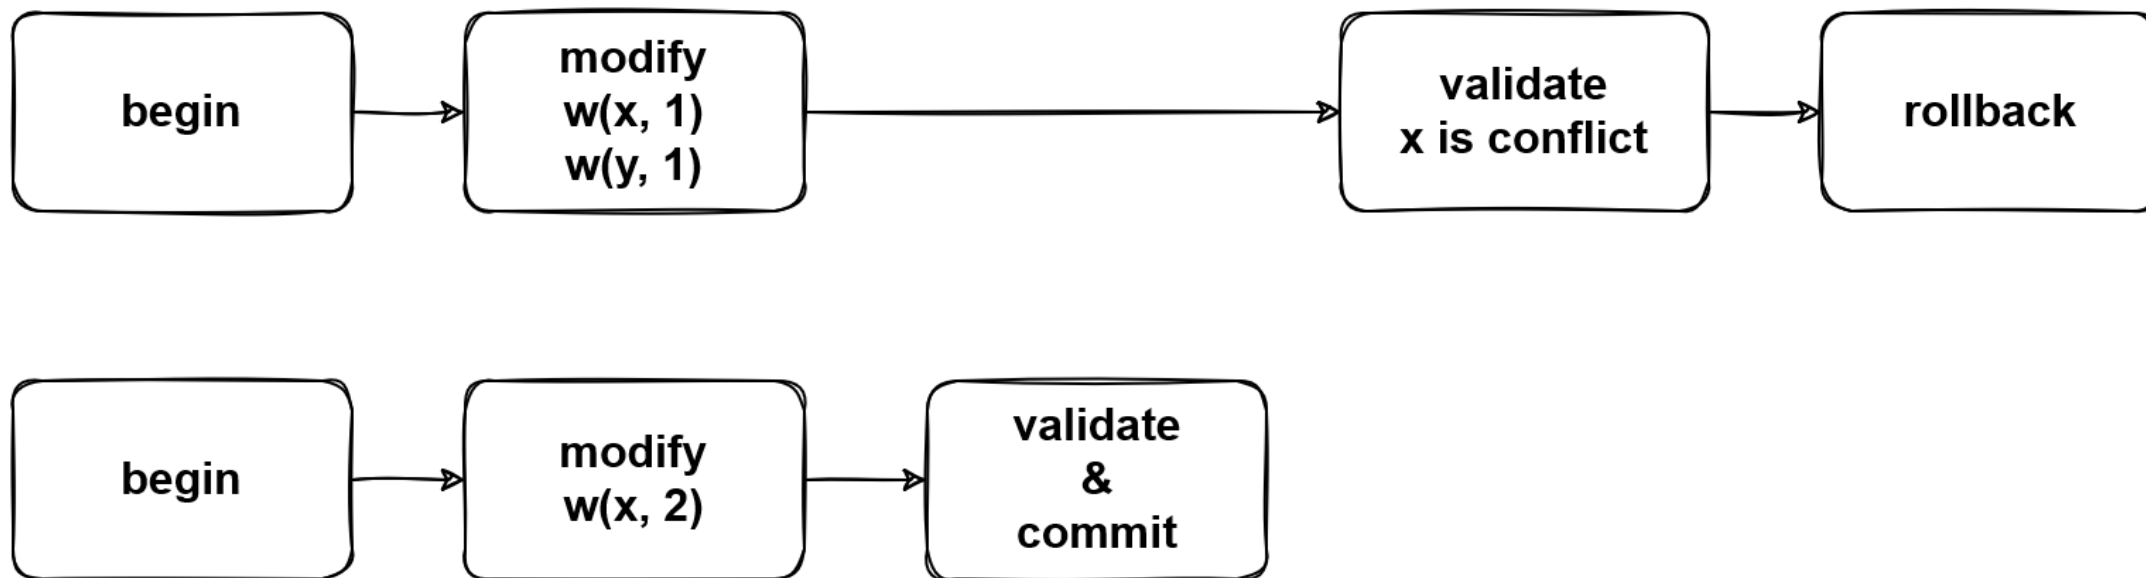 begin
modify
w(x, 1)
w(y, 1)
validate
x is conflict
rollback
begin
modify
w(x, 2)
validate
&
commit